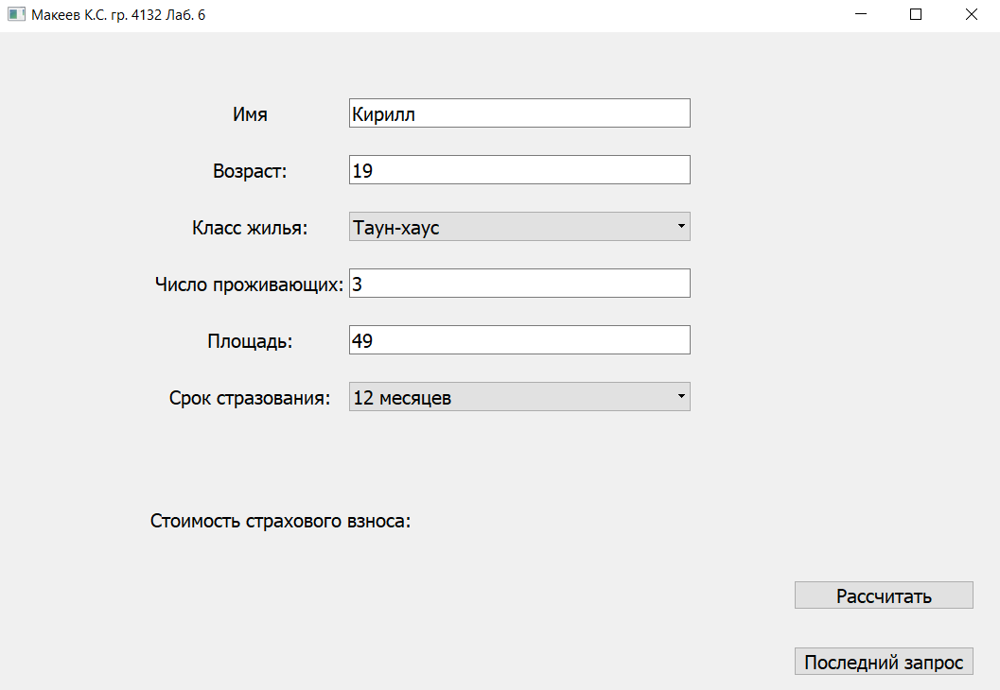 Макеев К.С. гр. 4132 Лаб. 6
Имя Кирилл
Возраст: 19
Класс жилья: Таун-хаус
Число проживающих: 3
Площадь: 49
Срок стразования: 12 месяцев
Стоимость страхового взноса:
Рассчитать
Последний запрос